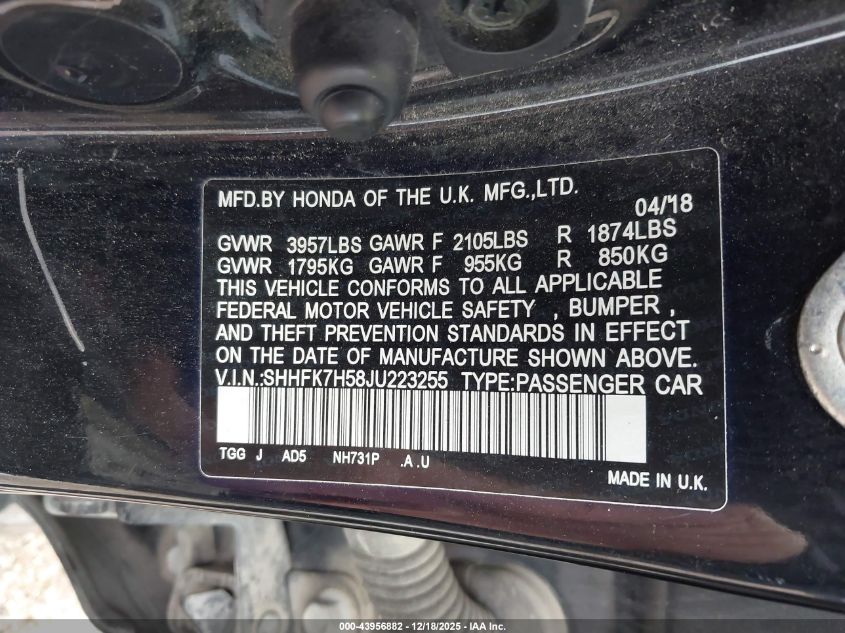 MFD.BY HONDA OF THE U.K. MFG.,LTD.
04/18
GVWR 3957LBS GAWR F 2105LBS R 1874LBS
GVWR 1795KG GAWR F 955KG R 850KG
THIS VEHICLE CONFORMS TO ALL APPLICABLE
FEDERAL MOTOR VEHICLE SAFETY , BUMPER ,
AND THEFT PREVENTION STANDARDS IN EFFECT
ON THE DATE OF MANUFACTURE SHOWN ABOVE.
V.I.N.:SHHFK7H58JU223255 TYPE:PASSENGER CAR
TGG J AD5 NH731P .A .U
MADE IN U.K.
000-43956882 - 12/18/2025 - IAA Inc.